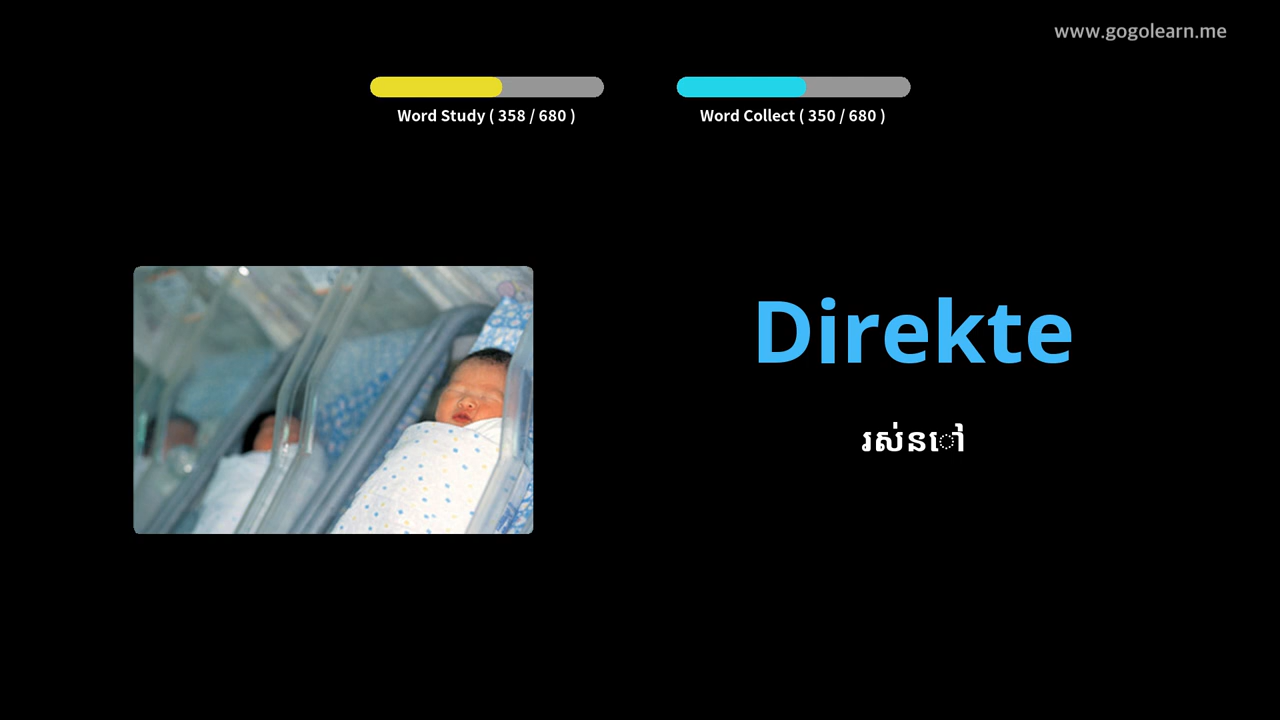 www.gogolearn.me
Word Study ( 358 / 680 )
Word Collect ( 350 / 680 )
Direkte
រស់នៅ